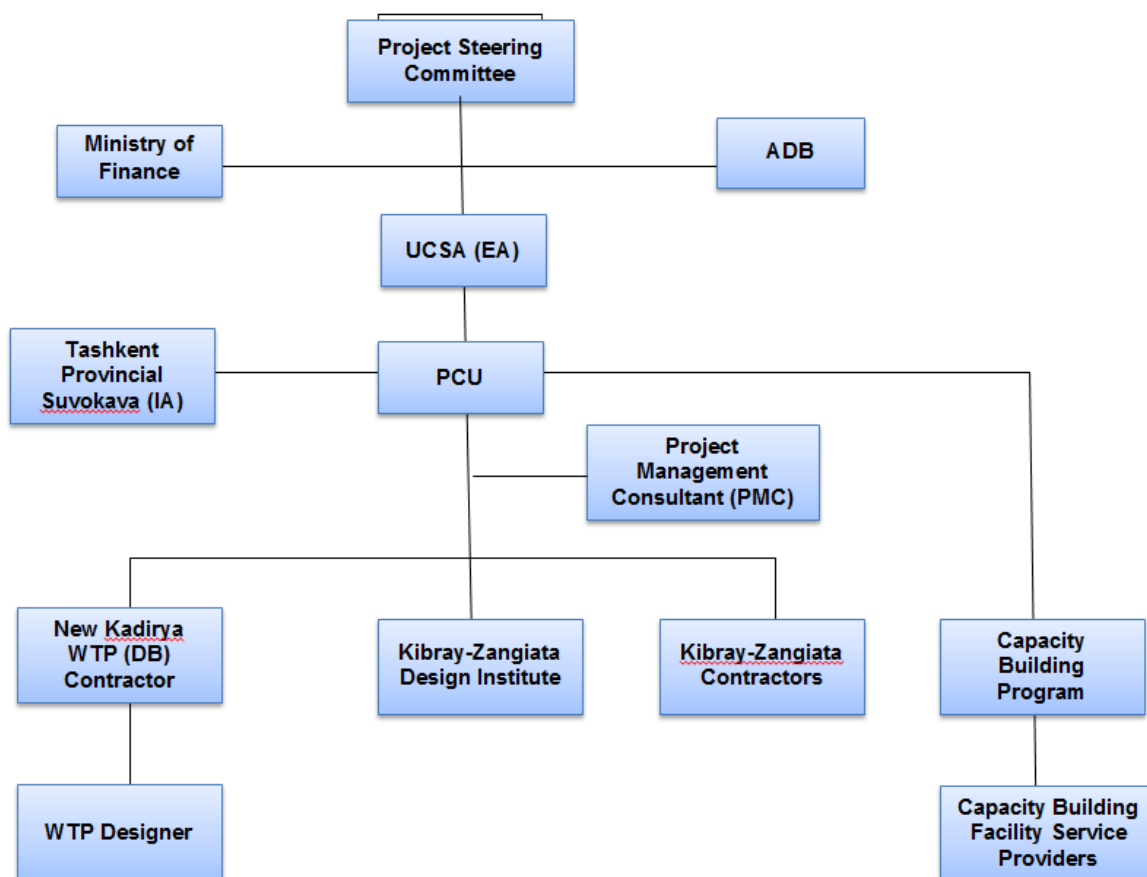 Project Steering
Committee
Ministry of
Finance
ADB
UCSA (EA)
Tashkent
Provincial
Suvokava (IA)
PCU
Project
Management
Consultant (PMC)
New Kadirya
WTP (DB)
Contractor
Kibray-Zangiata
Design Institute
Kibray-Zangiata
Contractors
Capacity
Building
Program
WTP Designer
Capacity Building
Facility Service
Providers